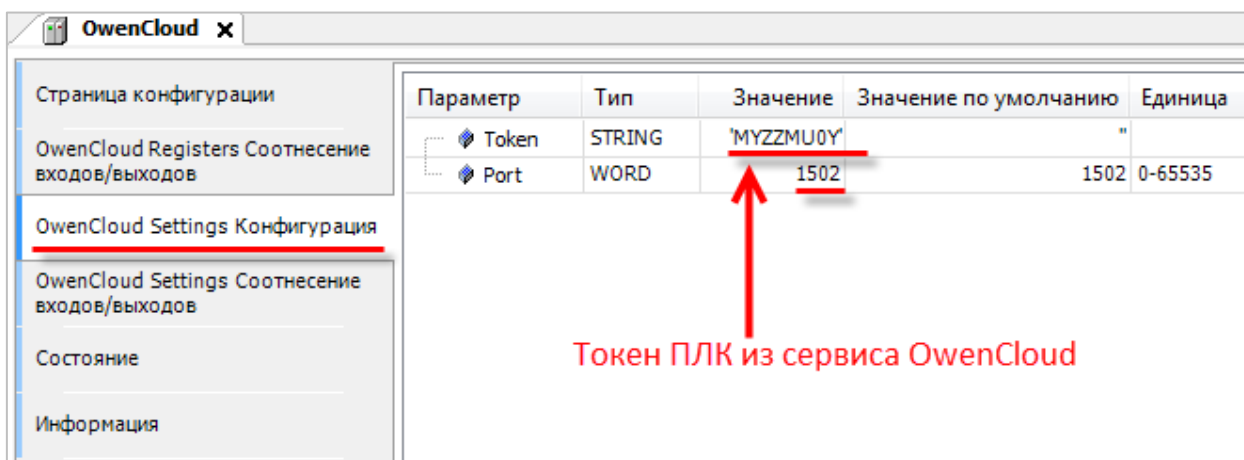 OwenCloud x
Страница конфигурации
OwenCloud Registers Соотнесение
входов/выходов
OwenCloud Settings Конфигурация
OwenCloud Settings Соотнесение
входов/выходов
Состояние
Информация
Параметр Тип Значение Значение по умолчанию Единица
Token STRING 'MYZZMU0Y' ''
Port WORD 1502 1502 0-65535
Токен ПЛК из сервиса OwenCloud